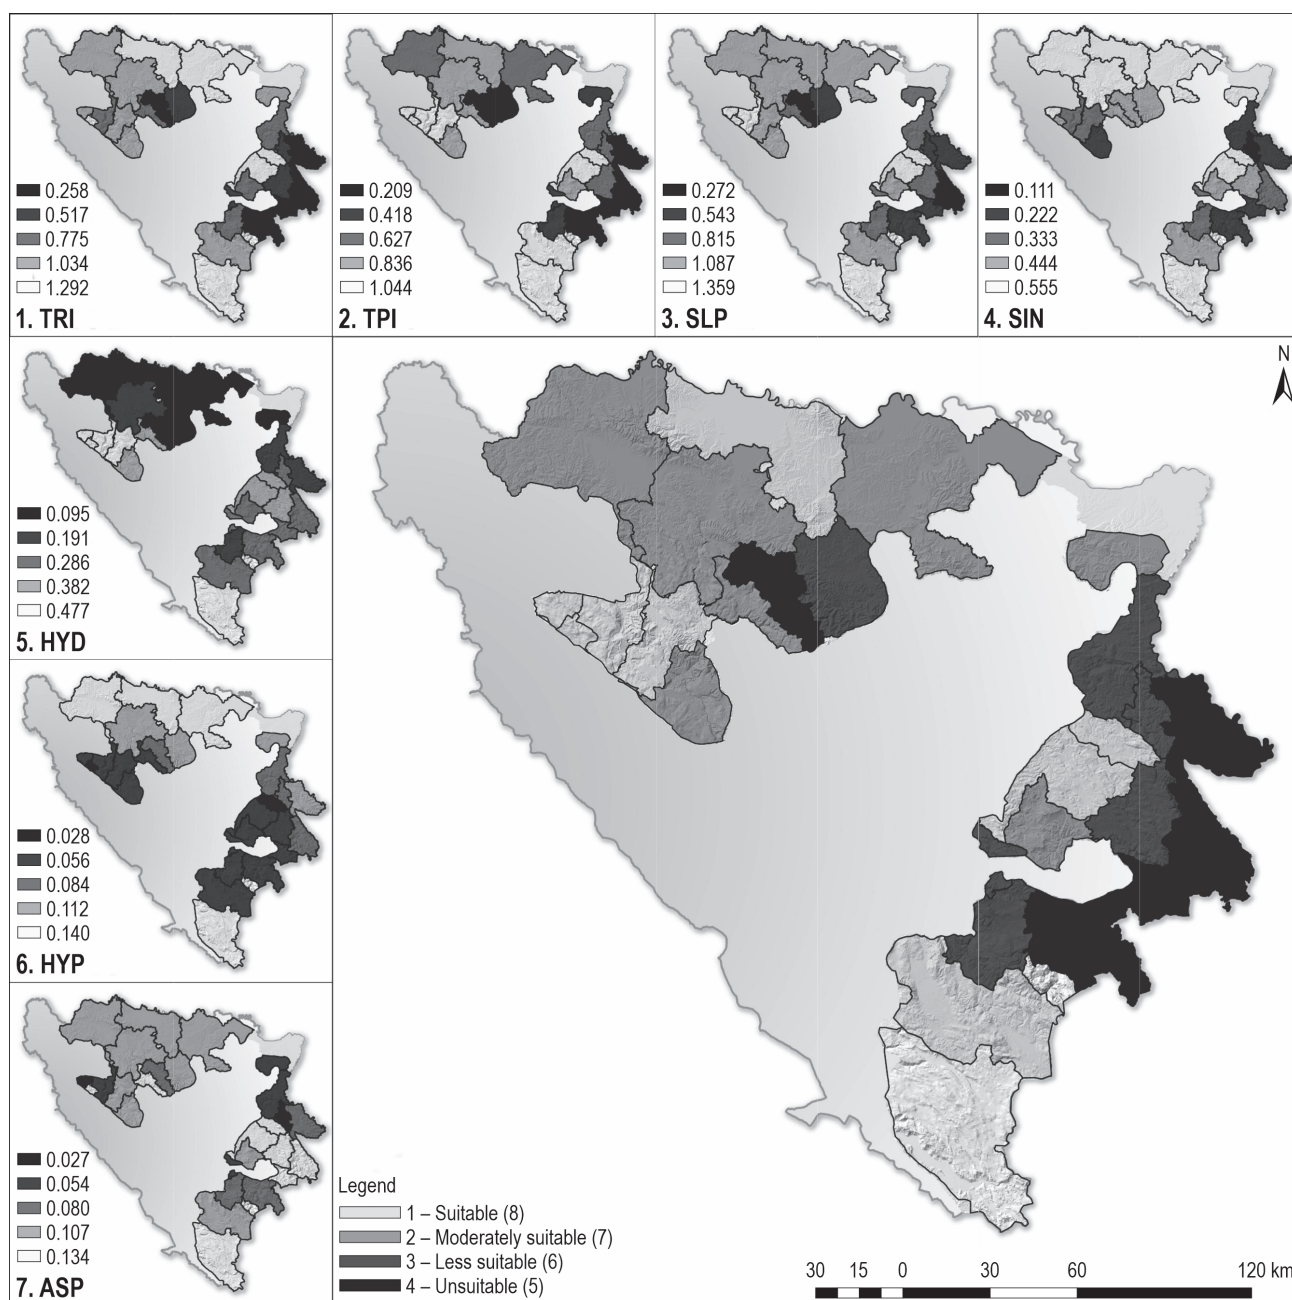 0.258
0.517
0.775
1.034
1.292
1. TRI
0.209
0.418
0.627
0.836
1.044
2. TPI
0.272
0.543
0.815
1.087
1.359
3. SLP
0.111
0.222
0.333
0.444
0.555
4. SIN
0.095
0.191
0.286
0.382
0.477
5. HYD
0.028
0.056
0.084
0.112
0.140
6. HYP
0.027
0.054
0.080
0.107
0.134
7. ASP
N
Legend
1 – Suitable (8)
2 – Moderately suitable (7)
3 – Less suitable (6)
4 – Unsuitable (5)
30 15 0 30 60 120 km